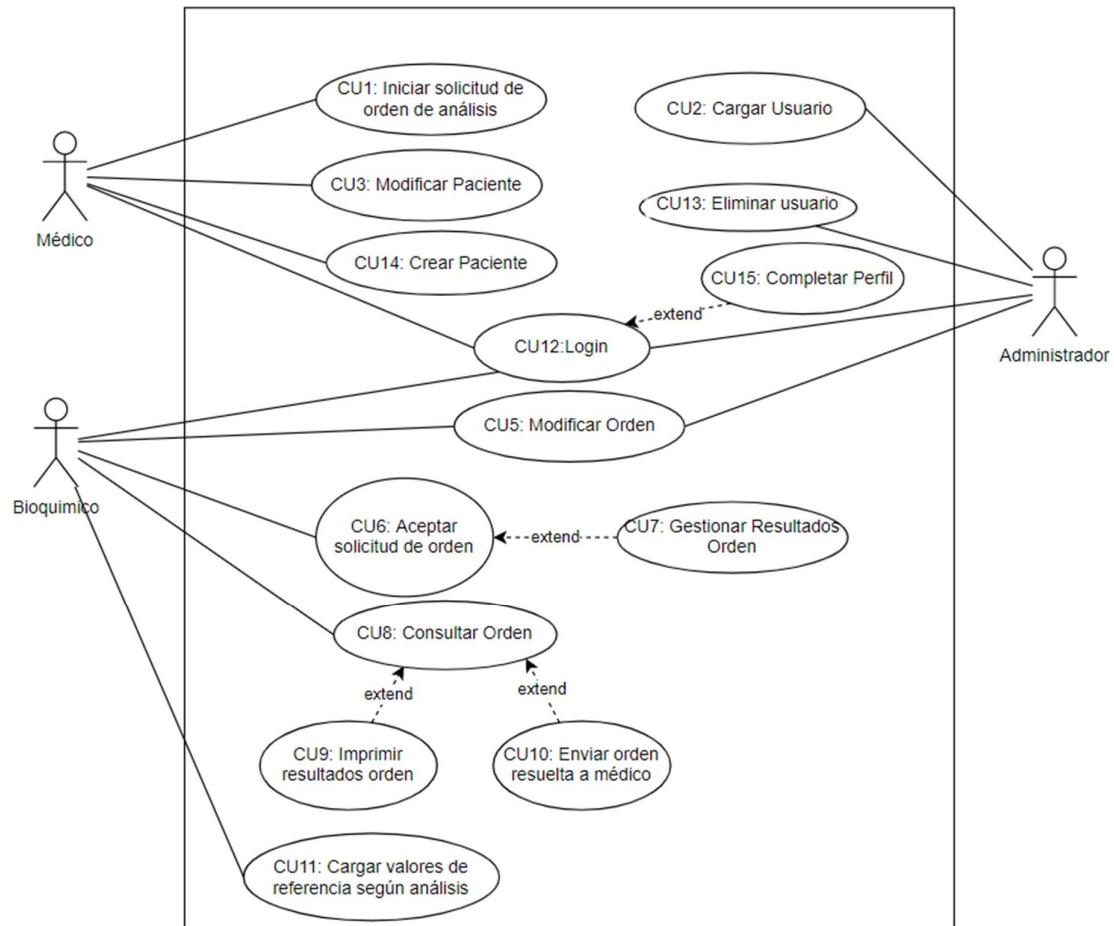 CU1: Iniciar solicitud de
orden de análisis
CU2: Cargar Usuario
CU3: Modificar Paciente
CU13: Eliminar usuario
Médico
CU14: Crear Paciente
CU15: Completar Perfil
extend
CU12:Login
Administrador
CU5: Modificar Orden
Bioquimico
CU6: Aceptar
solicitud de orden
extend
CU7: Gestionar Resultados
Orden
CU8: Consultar Orden
extend
extend
CU9: Imprimir
resultados orden
CU10: Enviar orden
resuelta a médico
CU11: Cargar valores de
referencia según análisis